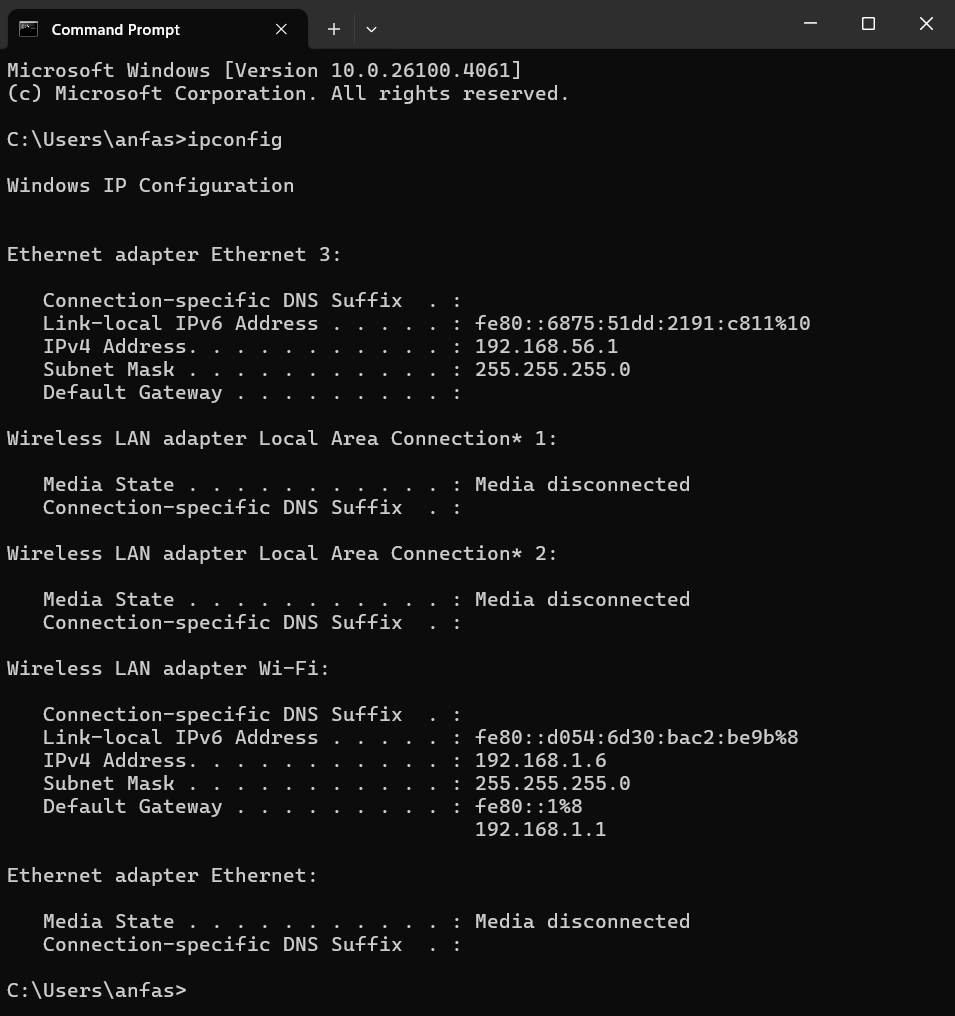 Command Prompt
Microsoft Windows [Version 10.0.26100.4061]
(c) Microsoft Corporation. All rights reserved.

C:\Users\anfas>ipconfig

Windows IP Configuration


Ethernet adapter Ethernet 3:

   Connection-specific DNS Suffix  . :
   Link-local IPv6 Address . . . . . : fe80::6875:51dd:2191:c811%10
   IPv4 Address. . . . . . . . . . . : 192.168.56.1
   Subnet Mask . . . . . . . . . . . : 255.255.255.0
   Default Gateway . . . . . . . . . :

Wireless LAN adapter Local Area Connection* 1:

   Media State . . . . . . . . . . . : Media disconnected
   Connection-specific DNS Suffix  . :

Wireless LAN adapter Local Area Connection* 2:

   Media State . . . . . . . . . . . : Media disconnected
   Connection-specific DNS Suffix  . :

Wireless LAN adapter Wi-Fi:

   Connection-specific DNS Suffix  . :
   Link-local IPv6 Address . . . . . : fe80::d054:6d30:bac2:be9b%8
   IPv4 Address. . . . . . . . . . . : 192.168.1.6
   Subnet Mask . . . . . . . . . . . : 255.255.255.0
   Default Gateway . . . . . . . . . : fe80::1%8
                                       192.168.1.1

Ethernet adapter Ethernet:

   Media State . . . . . . . . . . . : Media disconnected
   Connection-specific DNS Suffix  . :

C:\Users\anfas>